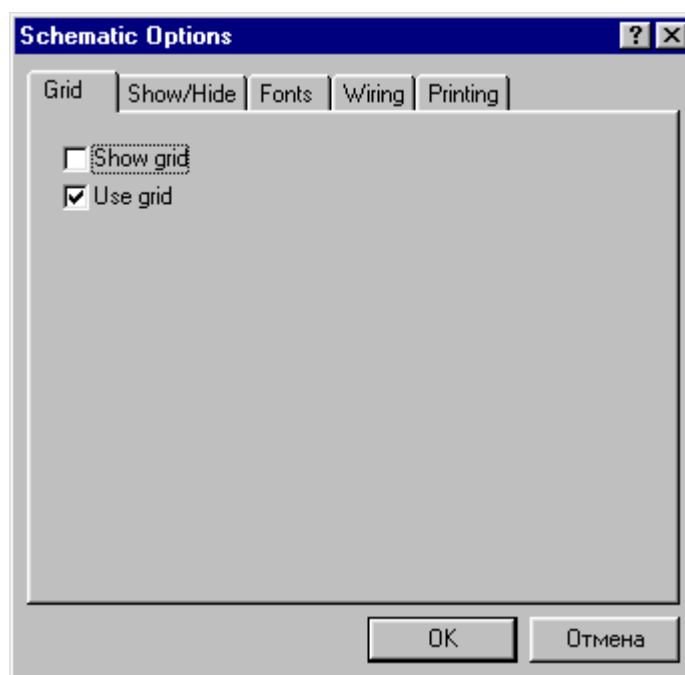 Schematic Options
Grid Show/Hide Fonts Wiring Printing
Show grid
Use grid
OK Отмена